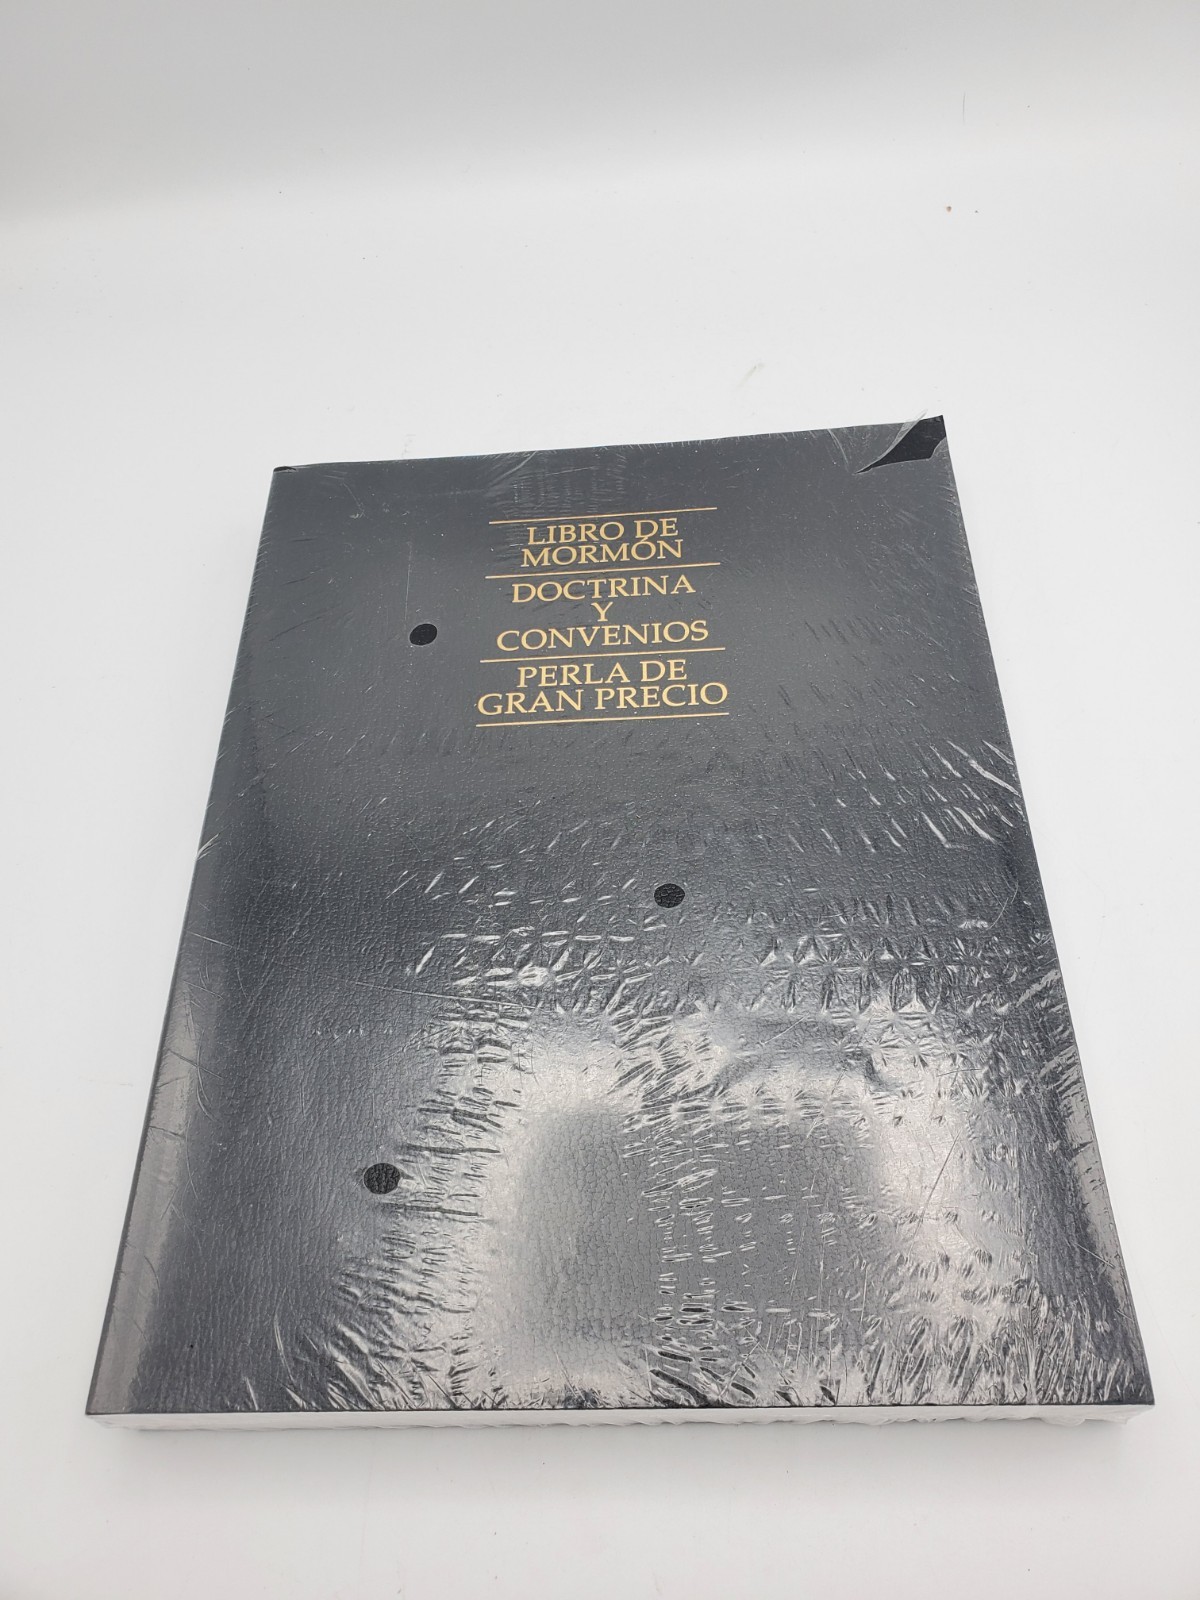 LIBRO DE
MORMÓN
DOCTRINA
Y
CONVENIOS
PERLA DE
GRAN PRECIO